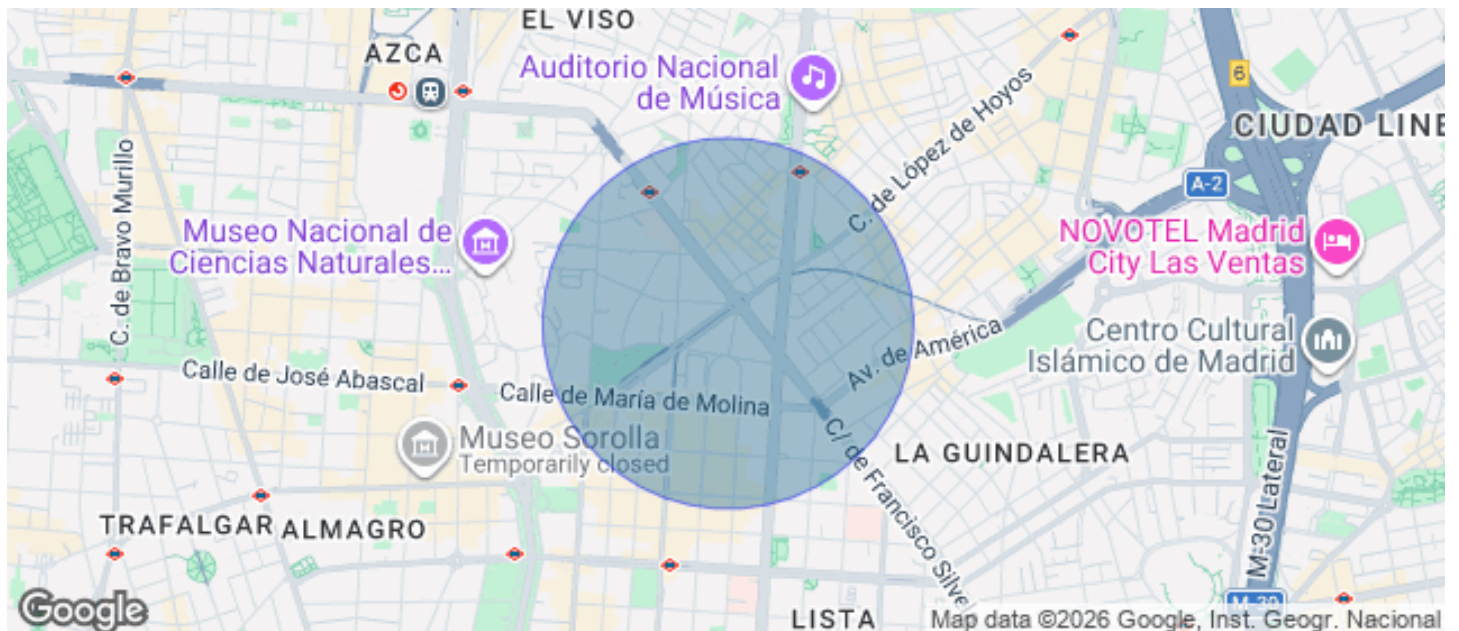 EL VISO
AZCA
Auditorio Nacional
de Música
6
CIUDAD LINE
C. de López de Hoyos
A-2
C. de Bravo Murillo
Museo Nacional de
Ciencias Naturales...
NOVOTEL Madrid
City Las Ventas
Centro Cultural
Islámico de Madrid
Av. de América
Calle de José Abascal
Calle de María de Molina
Museo Sorolla
Temporarily closed
C/ de Francisco Silve
LA GUINDALERA
M-30 Lateral
TRAFALGAR
ALMAGRO
M-30
LISTA
Google
Map data ©2026 Google, Inst. Geogr. Nacional